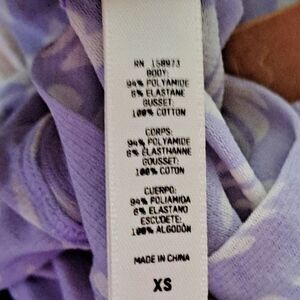 RN 158973
BODY:
94% POLYAMIDE
6% ELASTANE
GUSSET:
100% COTTON
CORPS:
94% POLYAMIDE
6% ÉLASTHANNE
GOUSSET:
100% COTON
CUERPO:
94% POLIAMIDA
6% ELASTANO
ESCUDETE:
100% ALGODÓN
MADE IN CHINA
XS